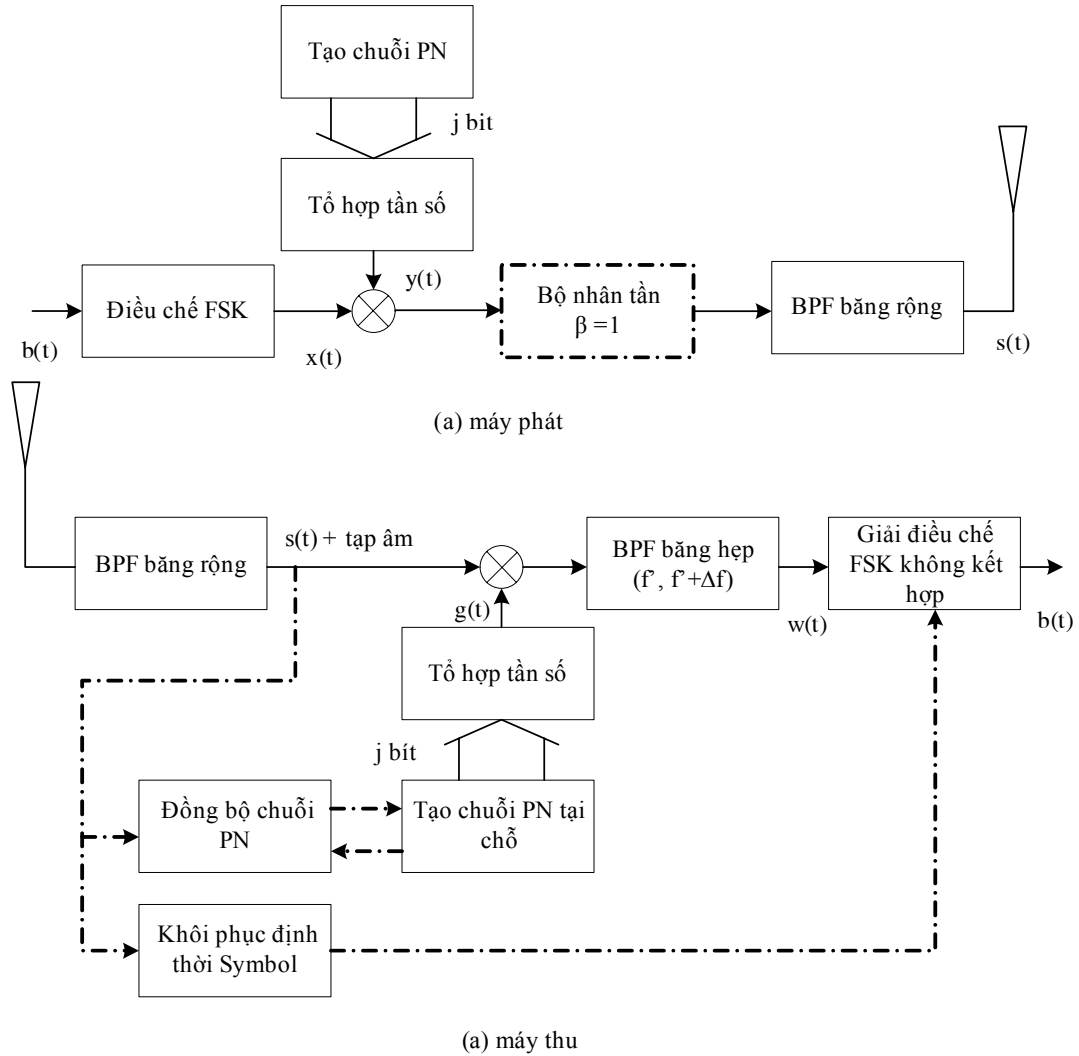 Tạo chuỗi PN
j bit
Tổ hợp tần số
y(t)
Điều chế FSK
Bộ nhân tần
β =1
BPF băng rộng
b(t)
x(t)
s(t)
(a) máy phát
BPF băng rộng
s(t) + tạp âm
BPF băng hẹp
(f’, f’+Δf)
Giải điều chế
FSK không kết
hợp
g(t)
w(t)
b(t)
Tổ hợp tần số
j bít
Đồng bộ chuỗi
PN
Tạo chuỗi PN tại
chỗ
Khôi phục định
thời Symbol
(a) máy thu